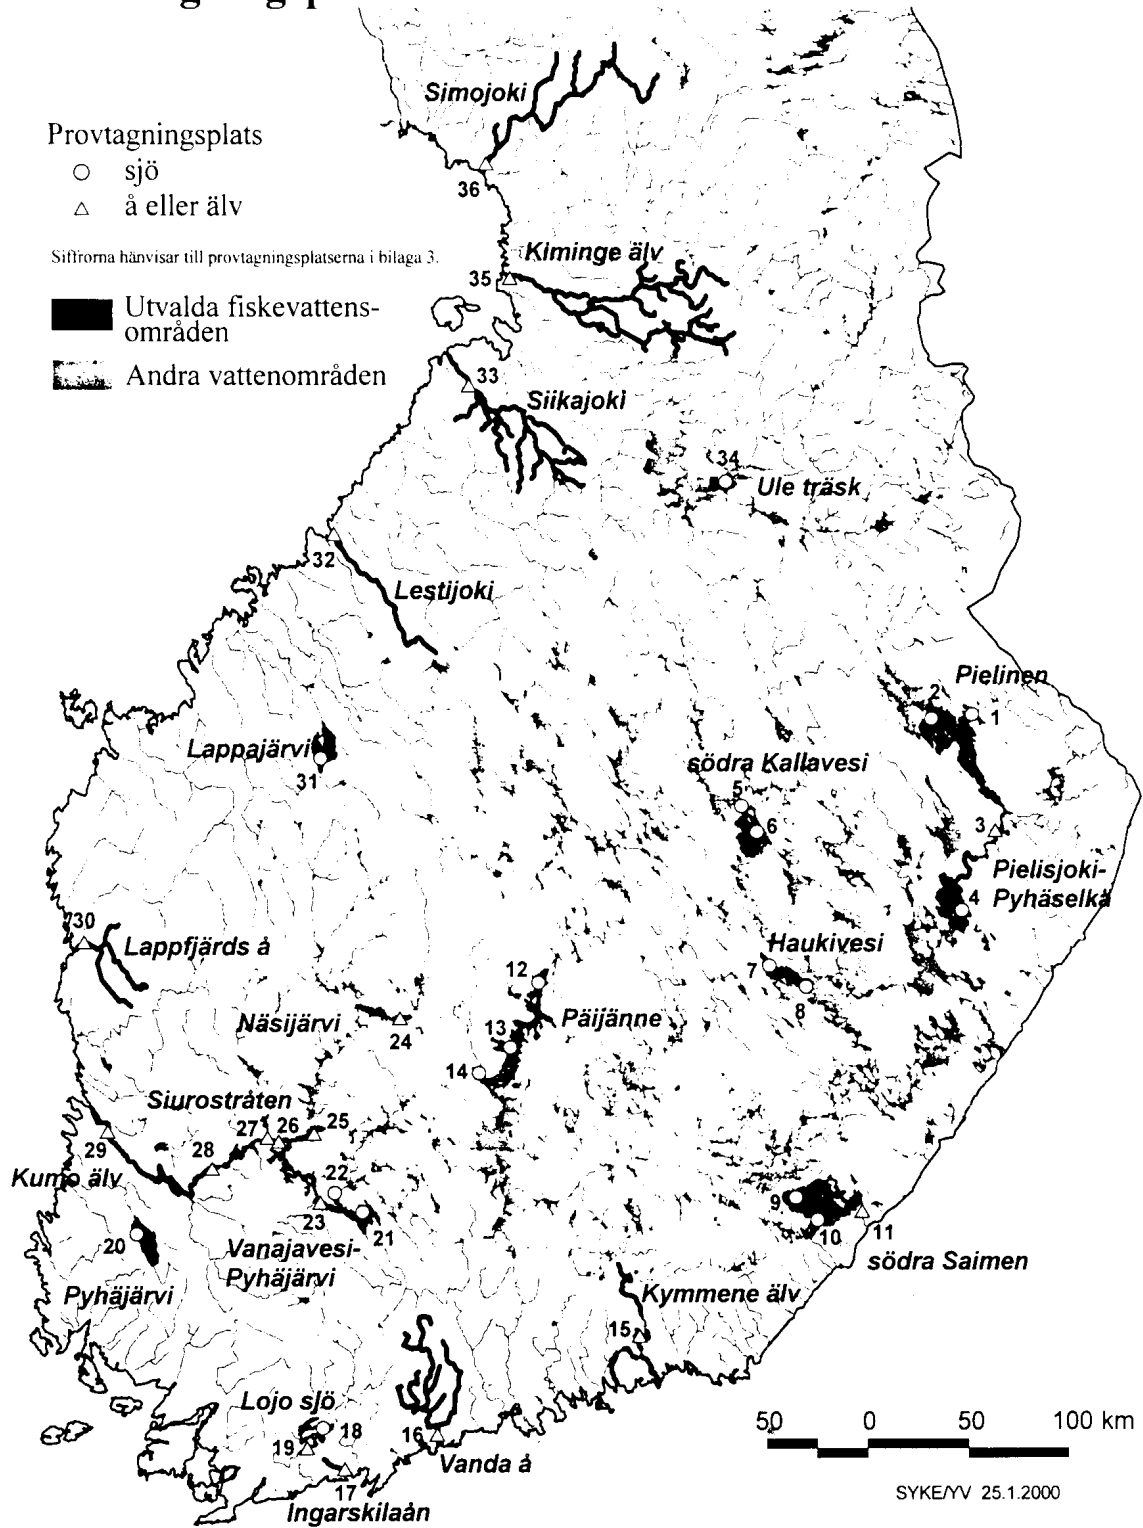 Provtagningsplats
sjö
å eller älv
Siffrorna hänvisar till provtagningsplatserna i bilaga 3.
Utvalda fiskevattens-
områden
Andra vattenområden
Simojoki
36
Kiminge älv
35
33
Siikajoki
34
Ule träsk
32
Lestijoki
Pielinen
2
1
Lappajärvi
31
södra Kallavesi
5
6
3
Pielisjoki-
Pyhäselkä
4
30
Lappfjärds å
Haukivesi
7
8
12
Näsijärvi
24
Päijänne
13
14
Siurostråten
27
26
25
29
28
Kumo älv
22
23
21
20
Vanajavesi-
Pyhäjärvi
Pyhäjärvi
9
10
11
södra Saimen
Kymmene älv
15
Lojo sjö
18
19
16
Vanda å
17
Ingarskilaån
50 0 50 100 km
SYKE/YV 25.1.2000